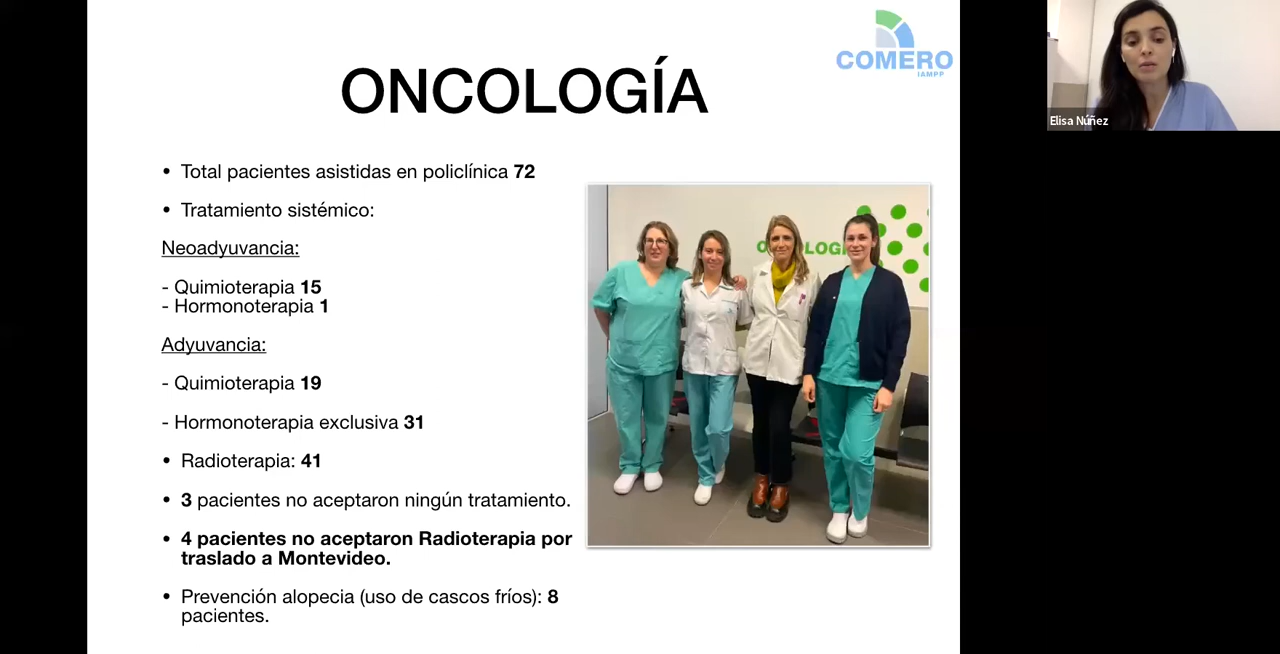 COMERO
IAMPP
Elisa Núñez
ONCOLOGÍA
• Total pacientes asistidas en policlínica 72
• Tratamiento sistémico:
Neoadyuvancia:
- Quimioterapia 15
- Hormonoterapia 1
Adyuvancia:
- Quimioterapia 19
- Hormonoterapia exclusiva 31
• Radioterapia: 41
• 3 pacientes no aceptaron ningún tratamiento.
• 4 pacientes no aceptaron Radioterapia por
traslado a Montevideo.
• Prevención alopecia (uso de cascos fríos): 8
pacientes.